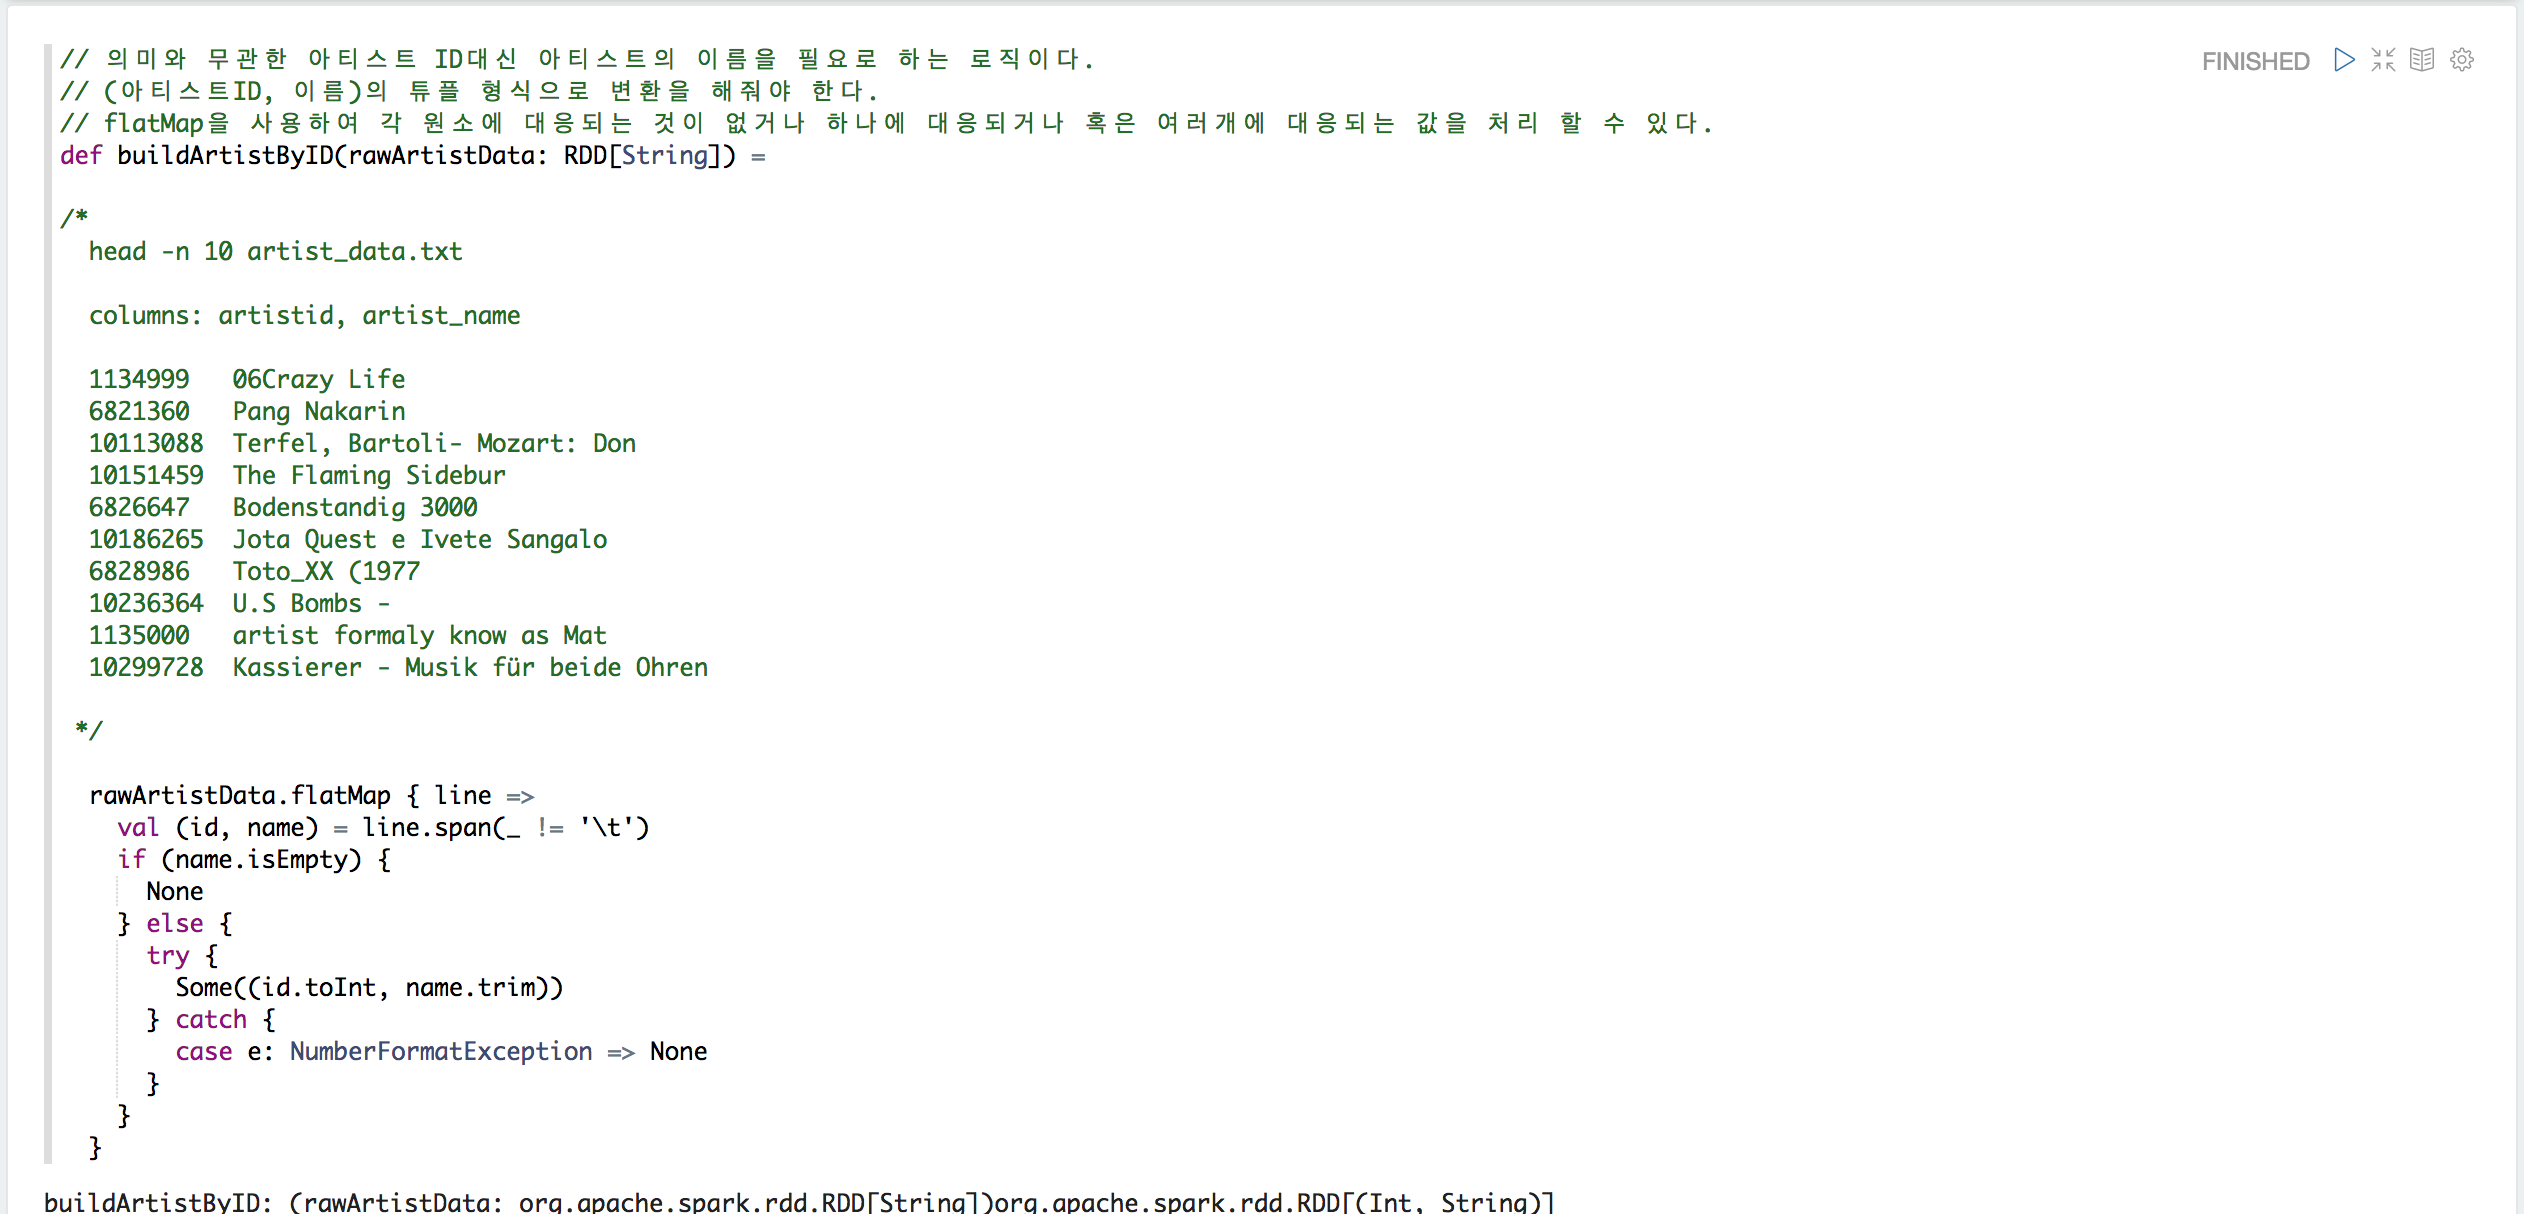 // 의미와 무관한 아티스트 ID대신 아티스트의 이름을 필요로 하는 로직이다.
FINISHED
// (아티스트ID, 이름)의 튜플 형식으로 변환을 해줘야 한다.
// flatMap을 사용하여 각 원소에 대응되는 것이 없거나 하나에 대응되거나 혹은 여러개에 대응되는 값을 처리 할 수 있다.
def buildArtistByID(rawArtistData: RDD[String]) =
/*
head -n 10 artist_data.txt
columns: artistid, artist_name
1134999 06Crazy Life
6821360 Pang Nakarin
10113088 Terfel, Bartoli- Mozart: Don
10151459 The Flaming Sidebur
6826647 Bodenstandig 3000
10186265 Jota Quest e Ivete Sangalo
6828986 Toto_XX (1977
10236364 U.S Bombs -
1135000 artist formaly know as Mat
10299728 Kassierer - Musik für beide Ohren
*/
rawArtistData.flatMap { line =>
val (id, name) = line.span(_ != '\t')
if (name.isEmpty) {
None
} else {
try {
Some((id.toInt, name.trim))
} catch {
case e: NumberFormatException => None
}
}
}
buildArtistByID: (rawArtistData: org.apache.spark.rdd.RDD[String])org.apache.spark.rdd.RDD[(Int, String)]